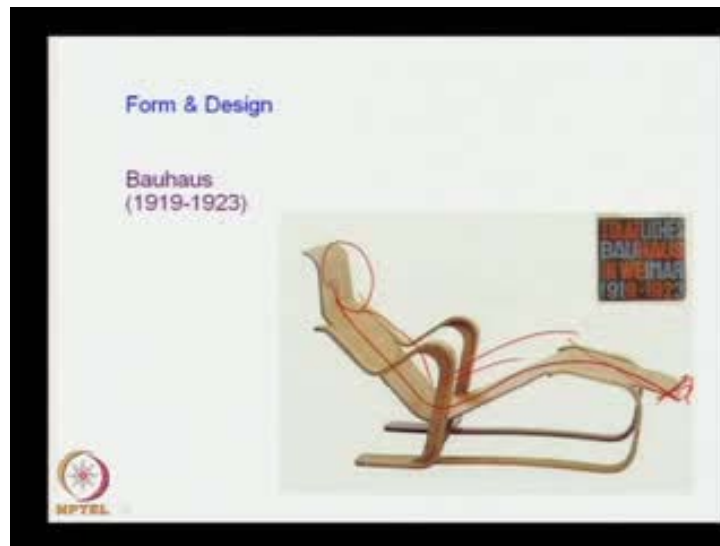 Form & Design
Bauhaus
(1919-1923)
STAATLICHES
BAUHAUS
IN WEIMAR
1919-1923
NPTEL